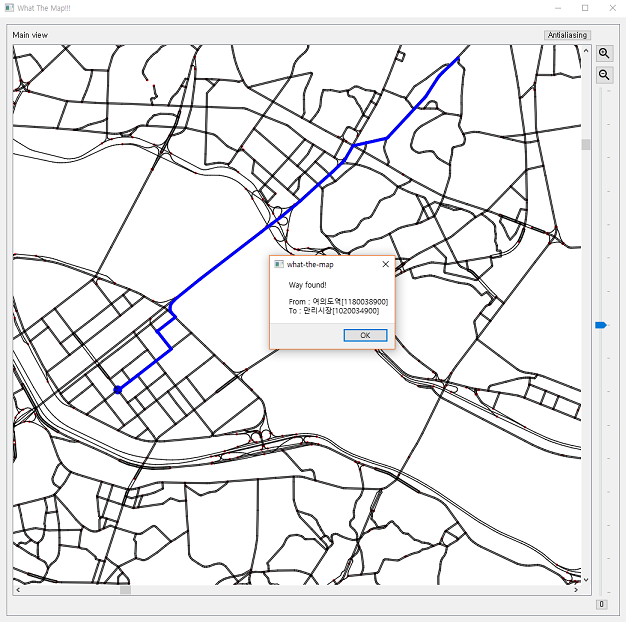 What The Map!!!
Main view
Antialiasing
what-the-map
Way found!
From : 여의도역[1180038900]
To : 만리시장[1020034900]
OK
0